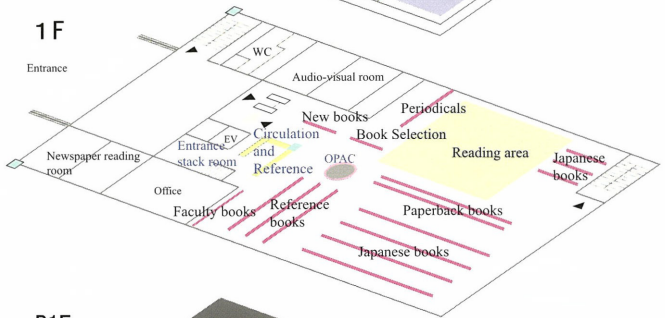 1F
Entrance
WC
Audio-visual room
Periodicals
New books
Book Selection
EV
Circulation
and
Reference
Entrance
stack room
OPAC
Reading area
Japanese
books
Newspaper reading
room
Office
Faculty books
Reference
books
Paperback books
Japanese books
B1F